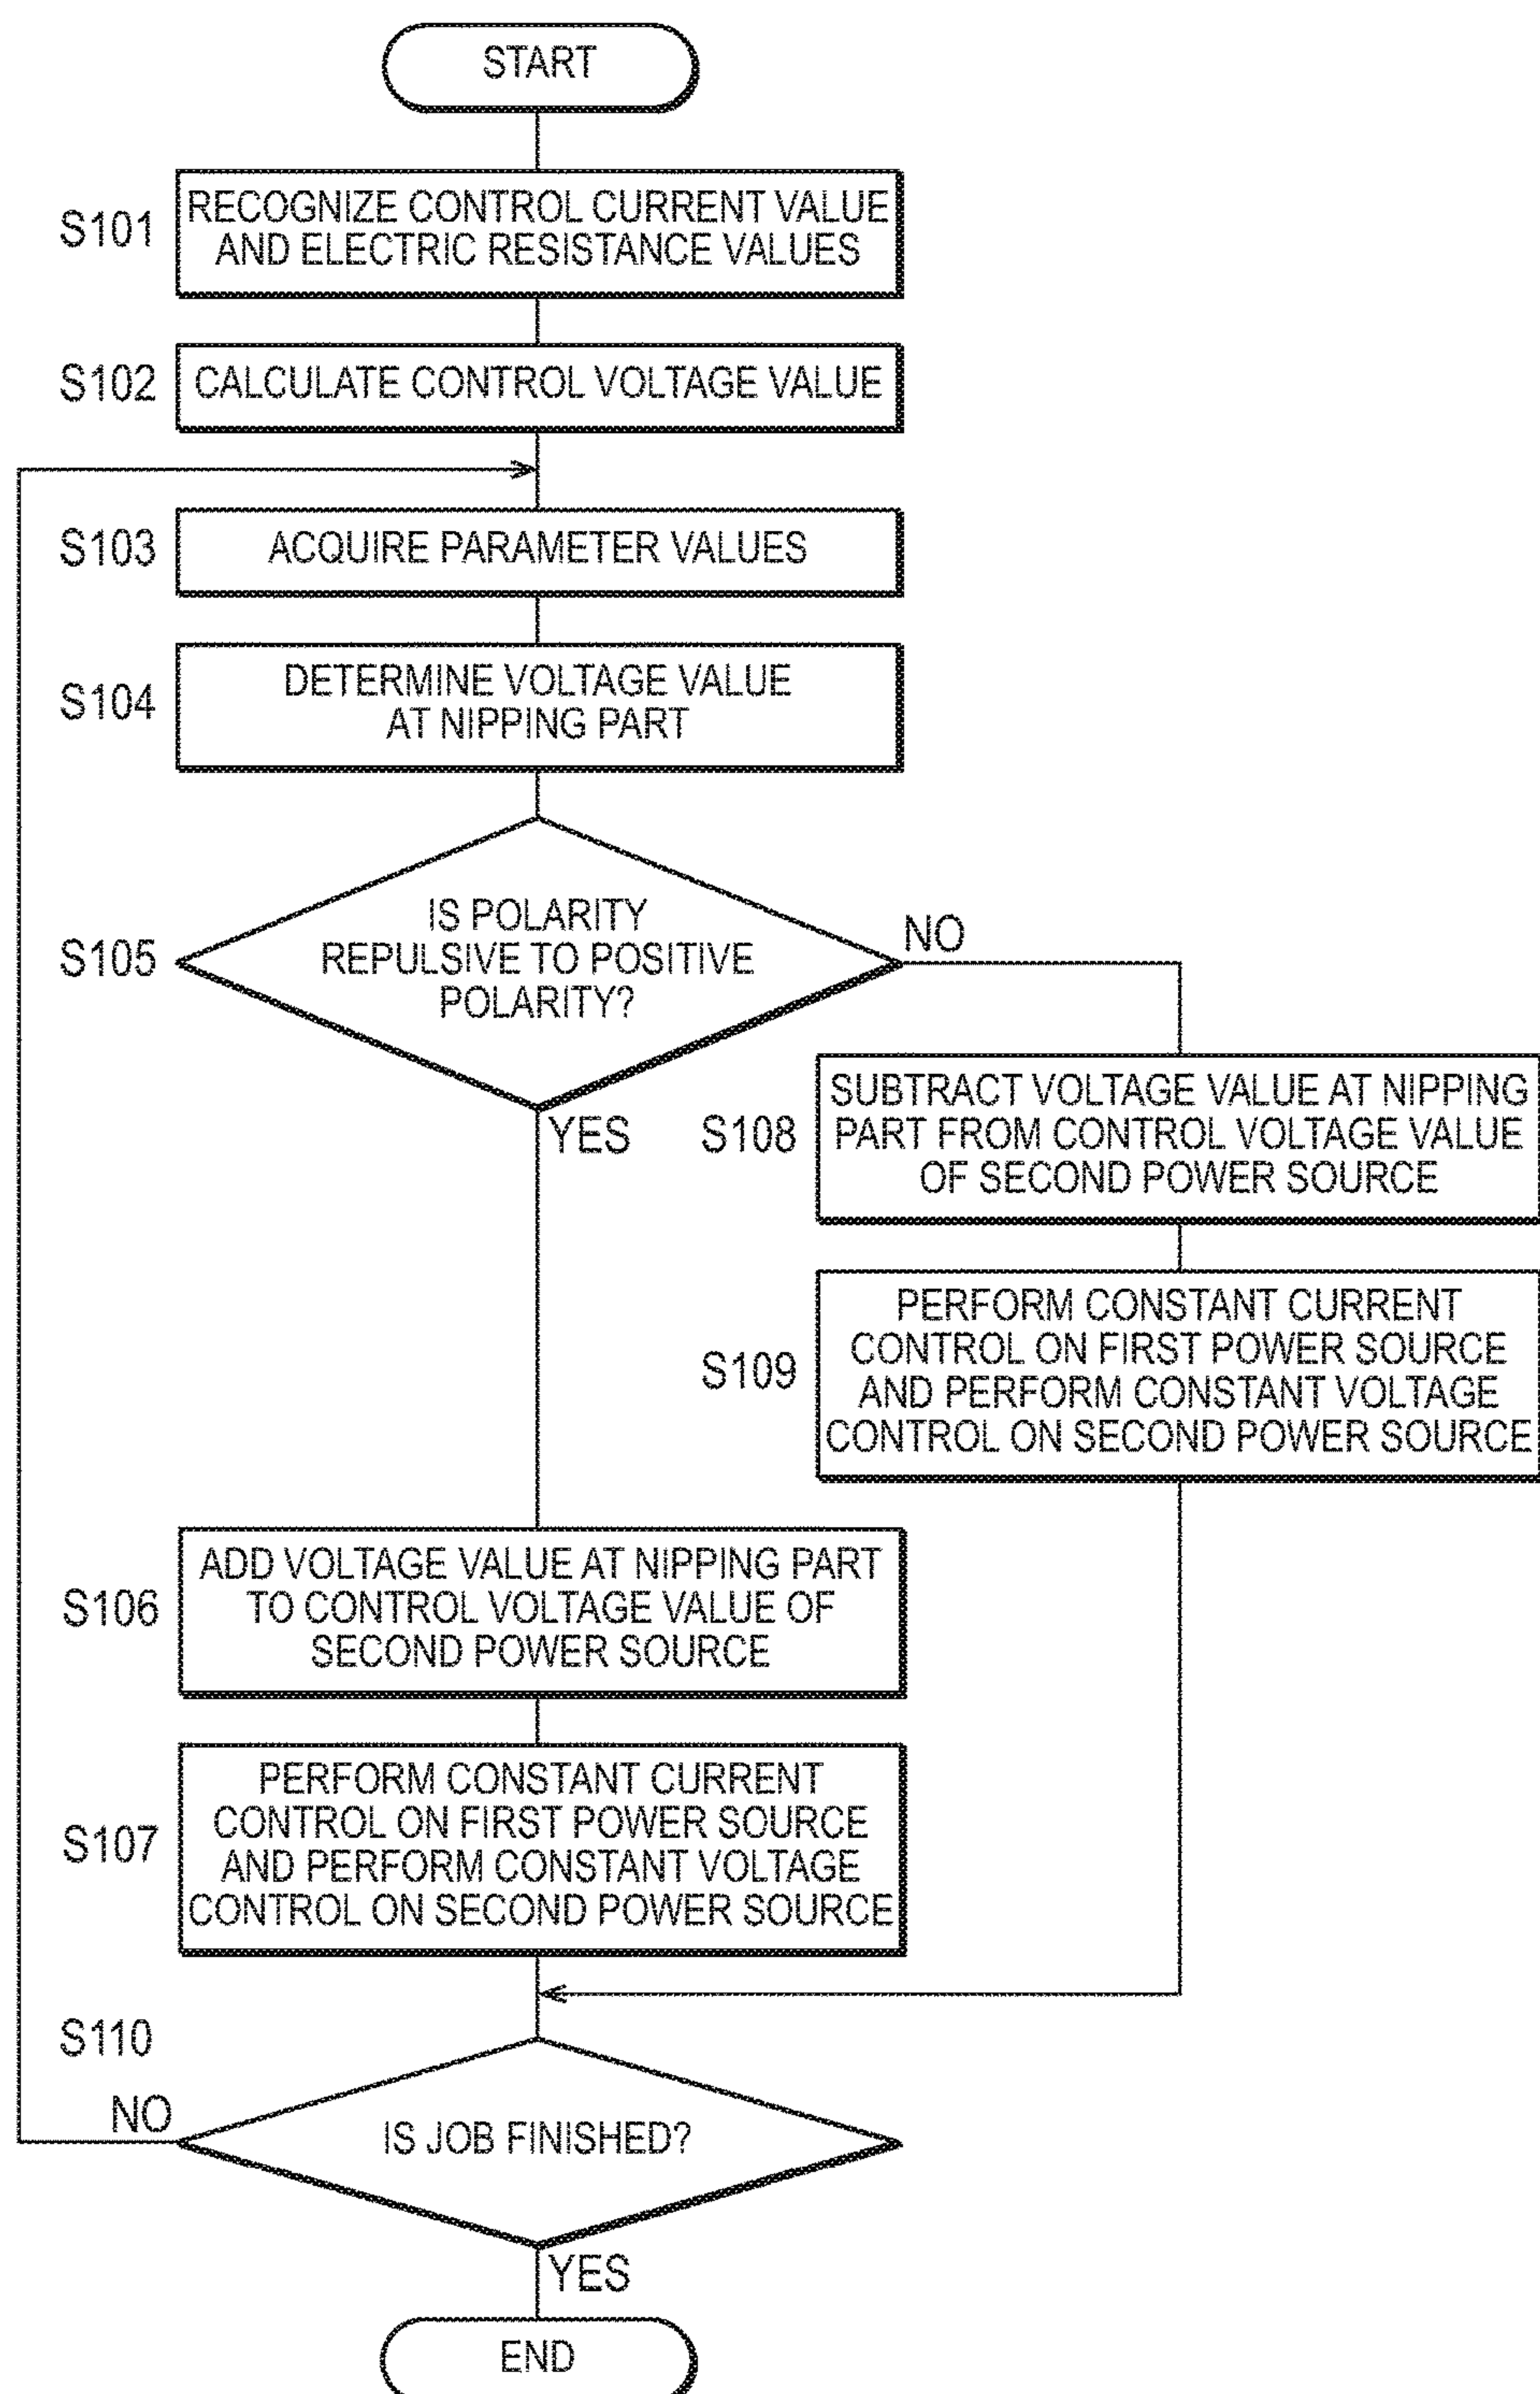 START
S101
RECOGNIZE CONTROL CURRENT VALUE
AND ELECTRIC RESISTANCE VALUES
S102
CALCULATE CONTROL VOLTAGE VALUE
S103
ACQUIRE PARAMETER VALUES
S104
DETERMINE VOLTAGE VALUE
AT NIPPING PART
S105
IS POLARITY
REPULSIVE TO POSITIVE
POLARITY?
NO
YES
S108
SUBTRACT VOLTAGE VALUE AT NIPPING
PART FROM CONTROL VOLTAGE VALUE
OF SECOND POWER SOURCE
S109
PERFORM CONSTANT CURRENT
CONTROL ON FIRST POWER SOURCE
AND PERFORM CONSTANT VOLTAGE
CONTROL ON SECOND POWER SOURCE
S106
ADD VOLTAGE VALUE AT NIPPING PART
TO CONTROL VOLTAGE VALUE OF
SECOND POWER SOURCE
S107
PERFORM CONSTANT CURRENT
CONTROL ON FIRST POWER SOURCE
AND PERFORM CONSTANT VOLTAGE
CONTROL ON SECOND POWER SOURCE
S110
NO
IS JOB FINISHED?
YES
END